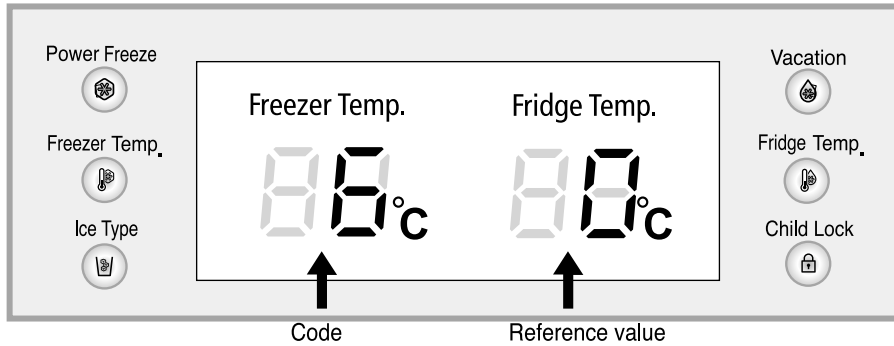 Power Freeze
Freezer Temp.
Ice Type
Freezer Temp.
6°C
Fridge Temp.
0°C
Vacation
Fridge Temp.
Child Lock
Code
Reference value